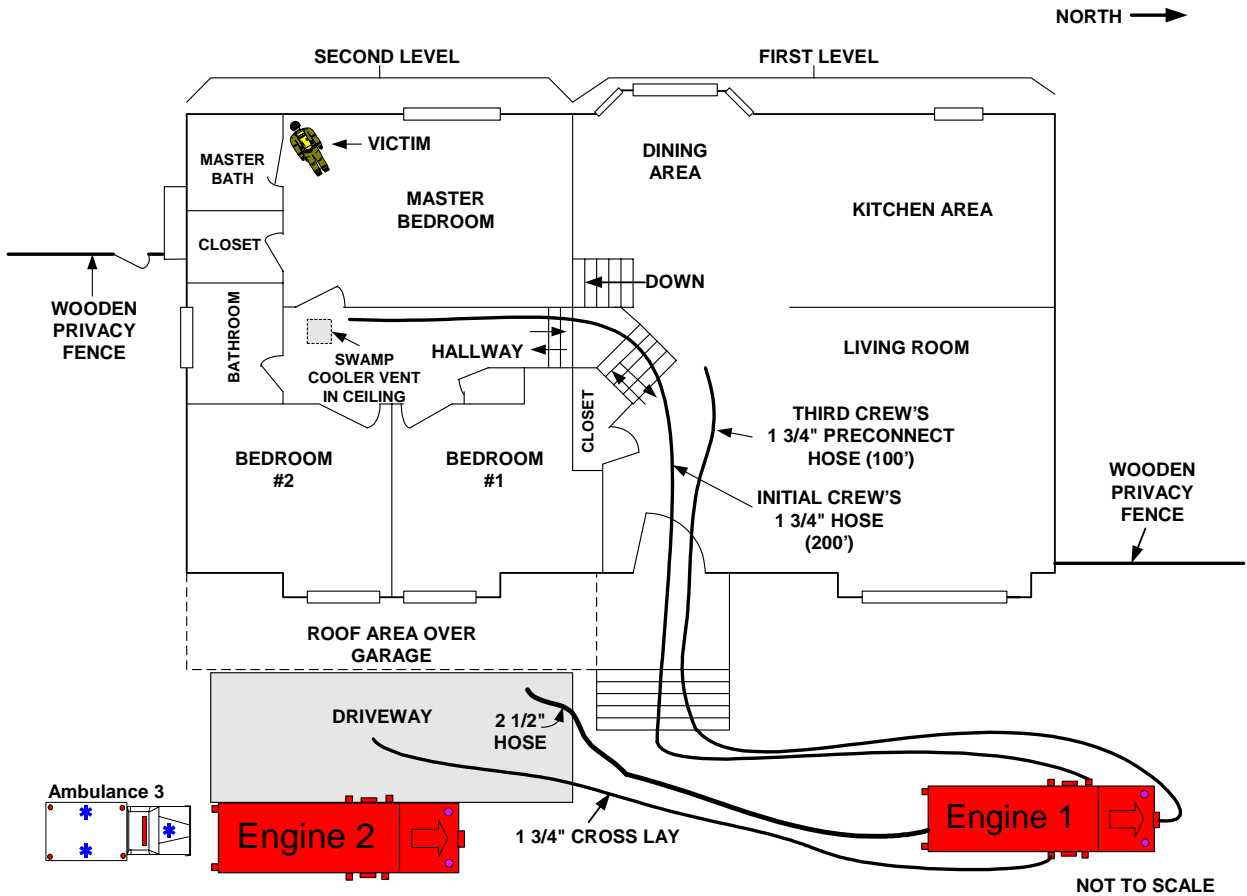 NORTH
SECOND LEVEL
FIRST LEVEL
VICTIM
DINING
AREA
MASTER
BATH
MASTER
BEDROOM
KITCHEN AREA
CLOSET
DOWN
WOODEN
PRIVACY
FENCE
BATHROOM
HALLWAY
SWAMP
COOLER VENT
IN CEILING
LIVING ROOM
CLOSET
THIRD CREW'S
1 3/4" PRECONNECT
HOSE (100')
BEDROOM
#2
BEDROOM
#1
INITIAL CREW'S
1 3/4" HOSE
(200')
WOODEN
PRIVACY
FENCE
ROOF AREA OVER
GARAGE
DRIVEWAY
2 1/2"
HOSE
Ambulance 3
Engine 2
1 3/4" CROSS LAY
Engine 1
NOT TO SCALE